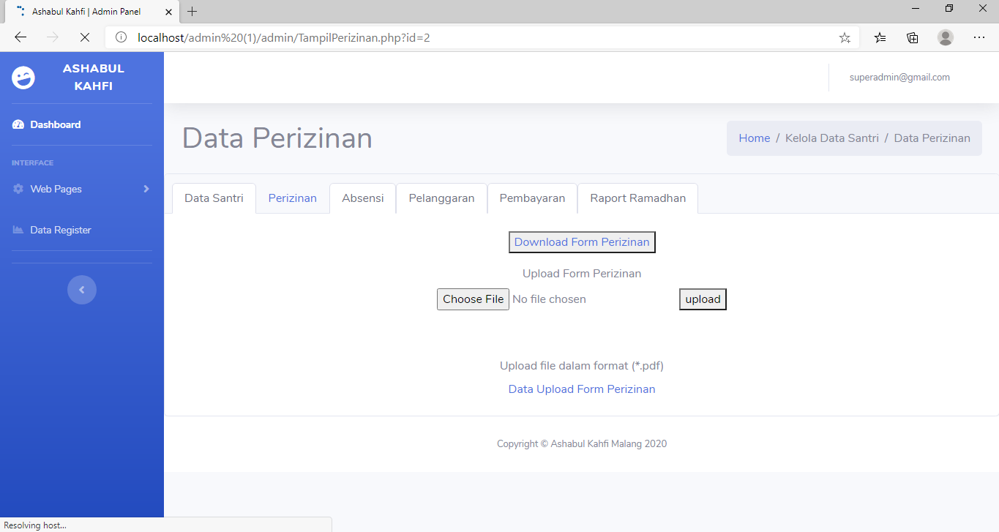 Ashabul Kahfi | Admin Panel
localhost/admin%20(1)/admin/TampilPerizinan.php?id=2
ASHABUL
KAHFI
superadmin@gmail.com
Dashboard
Data Perizinan
Home / Kelola Data Santri / Data Perizinan
INTERFACE
Web Pages
Data Register
Data Santri Perizinan Absensi Pelanggaran Pembayaran Raport Ramadhan
Download Form Perizinan
Upload Form Perizinan
Choose File No file chosen upload
Upload file dalam format (*.pdf)
Data Upload Form Perizinan
Copyright © Ashabul Kahfi Malang 2020
Resolving host...